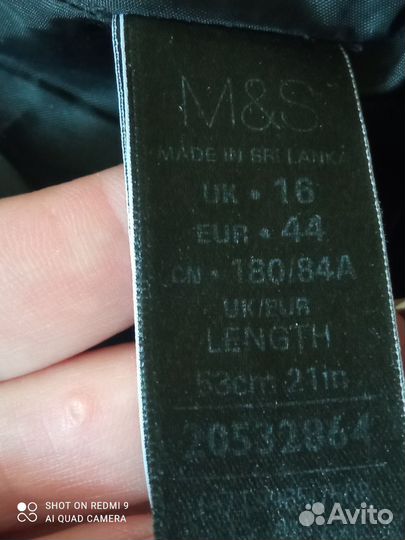 M&S
MADE IN SRI LANKA
UK • 16
EUR • 44
CN • 180/84A
UK/EUR
LENGTH
53cm 21in
20532864
SHOT ON REDMI 9
AI QUAD CAMERA
Avito